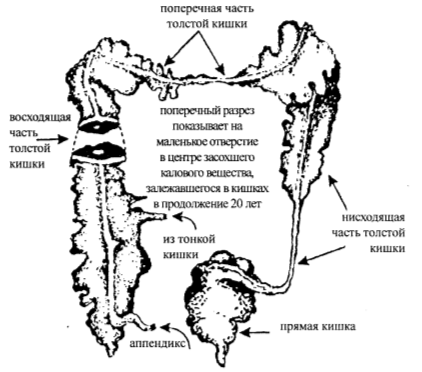 поперечная часть
толстой кишки
восходящая
часть
толстой
кишки
поперечный разрез
показывает на
маленькое отверстие
в центре засохшего
калового вещества,
залежавшегося в кишках
в продолжение 20 лет
из тонкой
кишки
нисходящая
часть толстой
кишки
аппендикс
прямая кишка